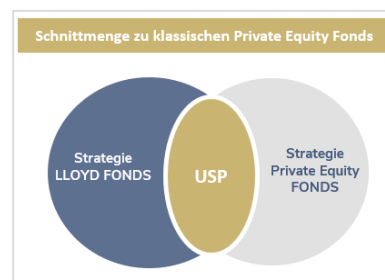 Schnittmenge zu klassischen Private Equity Fonds
Strategie
LLOYD FONDS
USP
Strategie
Private Equity
FONDS